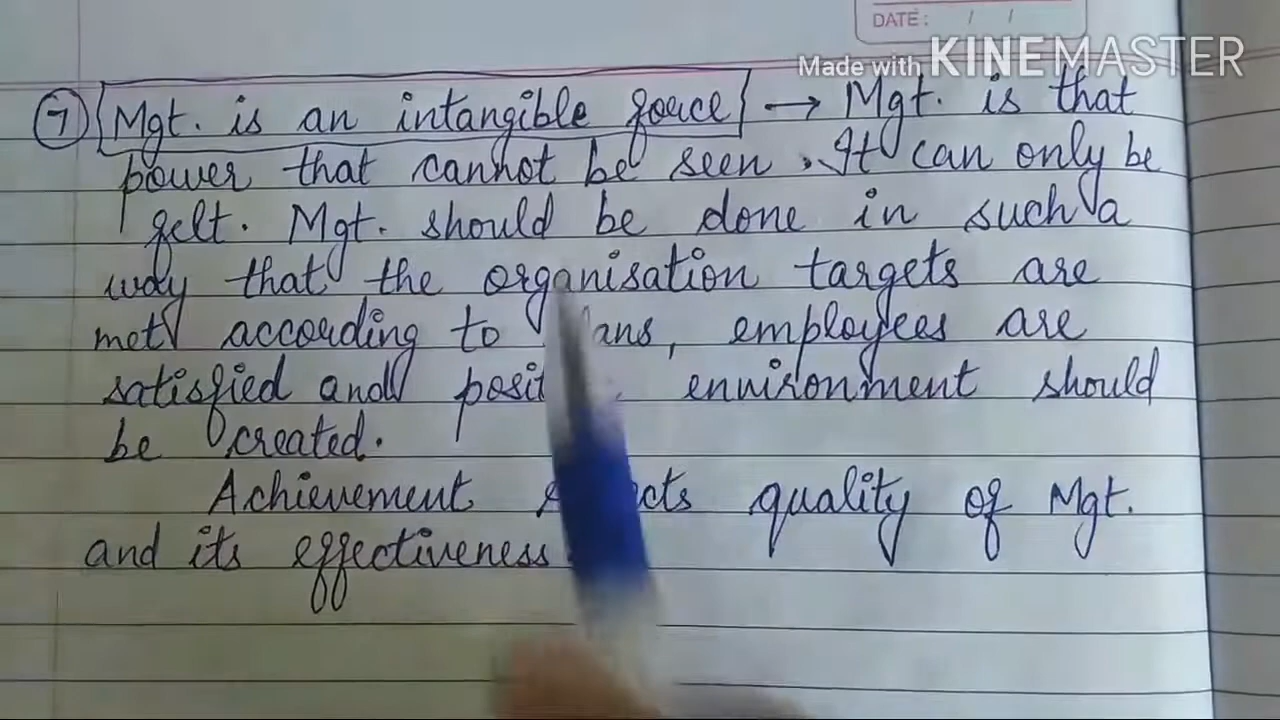 DATE: / /
Made with KINEMASTER
7 Mgt. is an intangible force → Mgt. is that
power that cannot be seen. It can only be
felt. Mgt. should be done in such a
way that the organisation targets are
met according to employees are
satisfied and environment should
be created.
Achievement quality of Mgt.
and its effectiveness